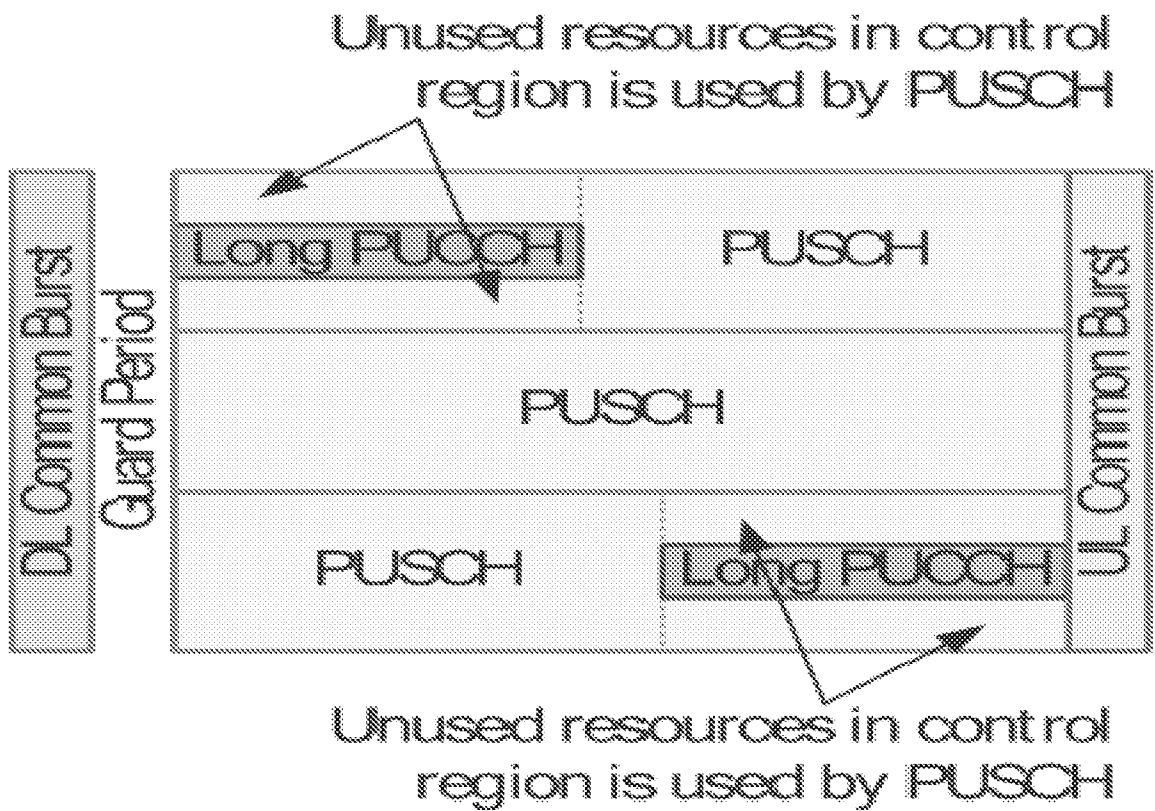 Unused resources in control
region is used by PUSCH
DL Common Burst
Guard Period
Long PUCCH
PUSCH
PUSCH
PUSCH
Long PUCCH
UL Common Burst
Unused resources in control
region is used by PUSCH